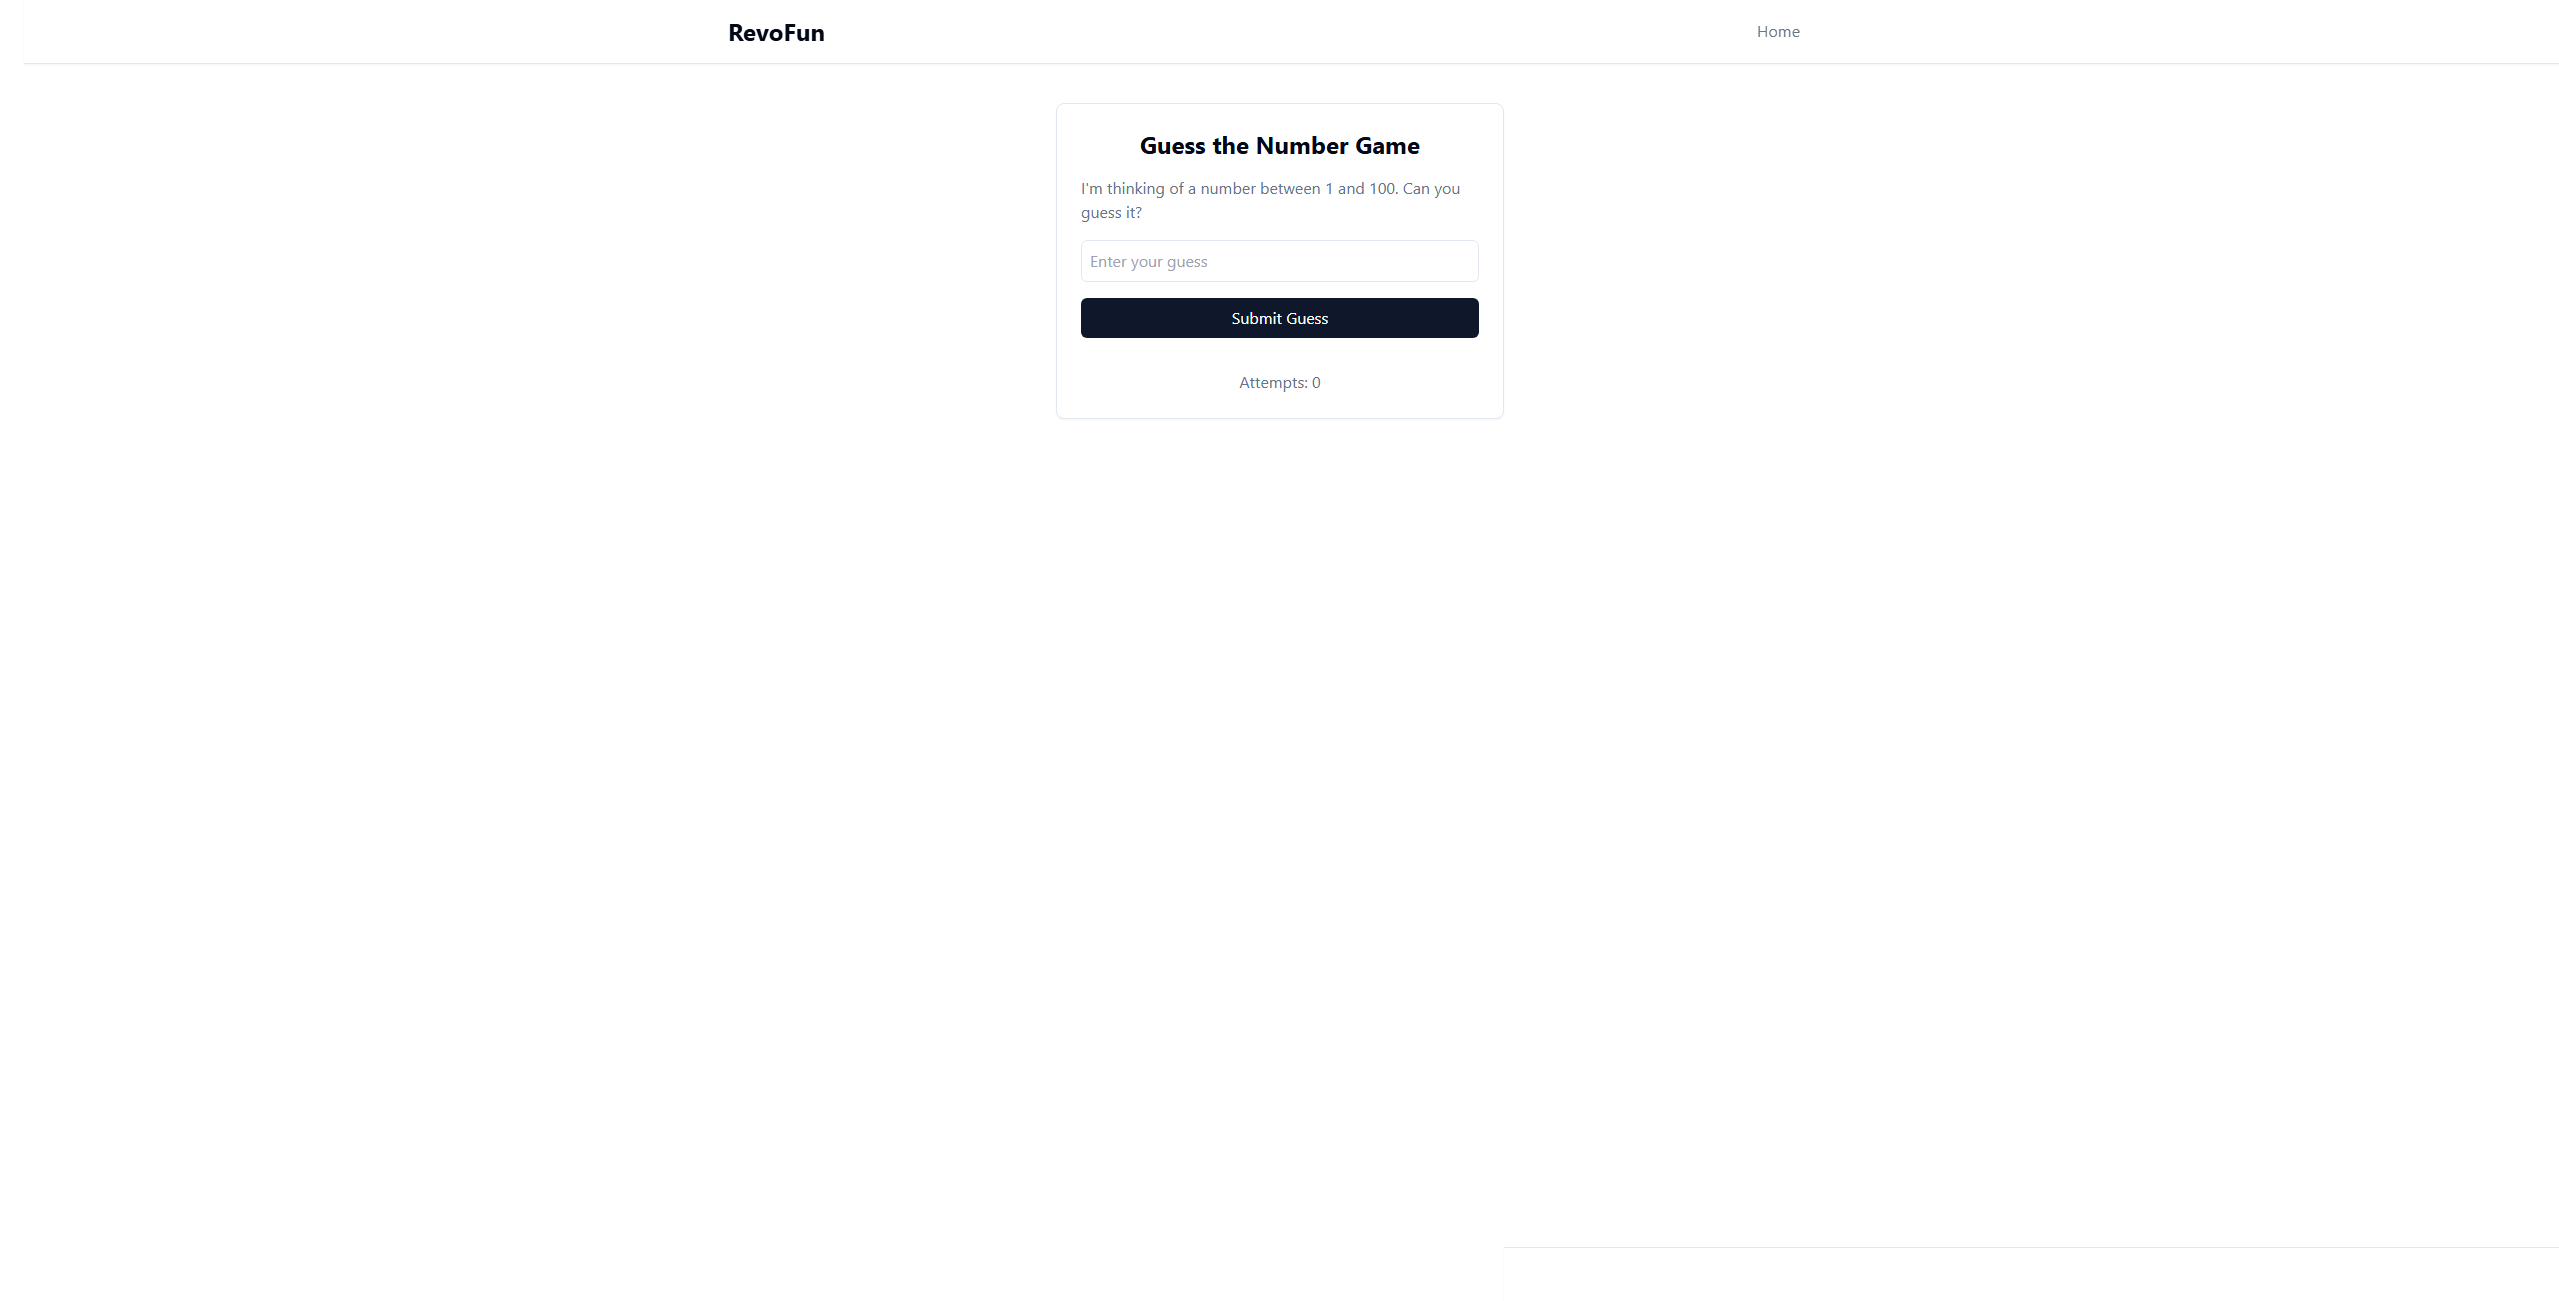 RevoFun
Home
Guess the Number Game
I'm thinking of a number between 1 and 100. Can you
guess it?
Enter your guess
Submit Guess
Attempts: 0